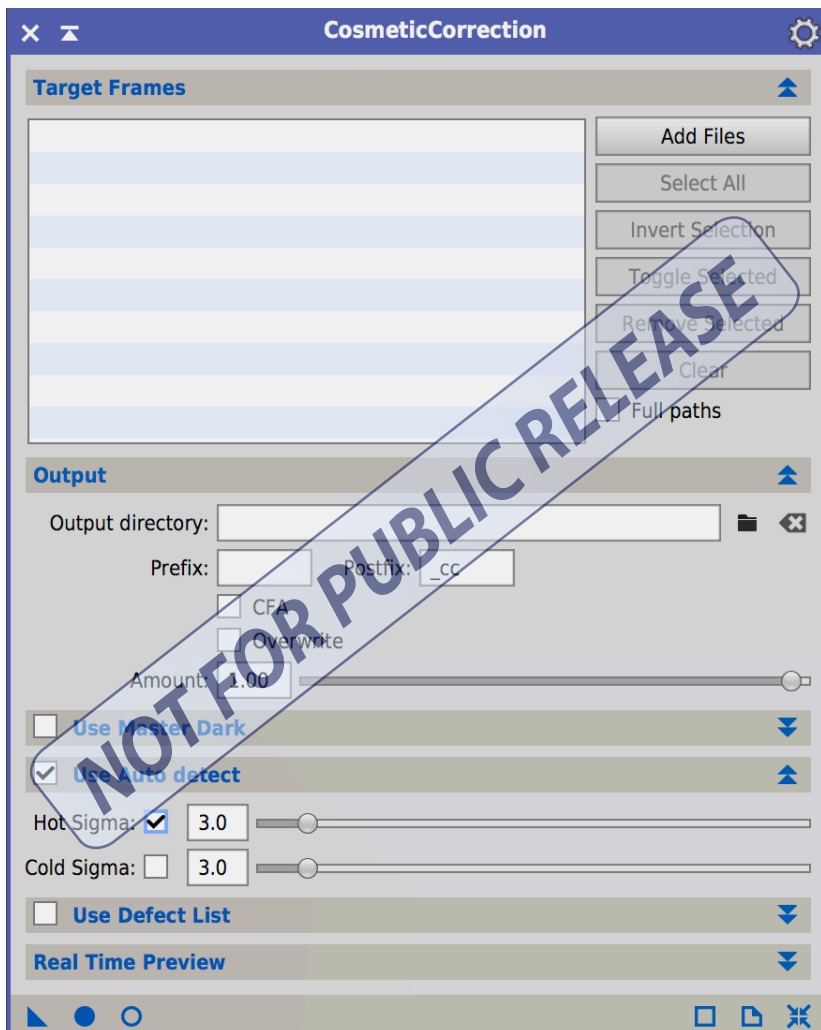 CosmeticCorrection
Target Frames
Add Files
Select All
Invert Selection
Toggle Selected
Remove Selected
Clear
Full paths
Output
Output directory:
Prefix: Postfix: _cc
CFA
Overwrite
Amount: 1.00
Use Master Dark
Use Auto detect
Hot Sigma: 3.0
Cold Sigma: 3.0
Use Defect List
Real Time Preview
NOT FOR PUBLIC RELEASE